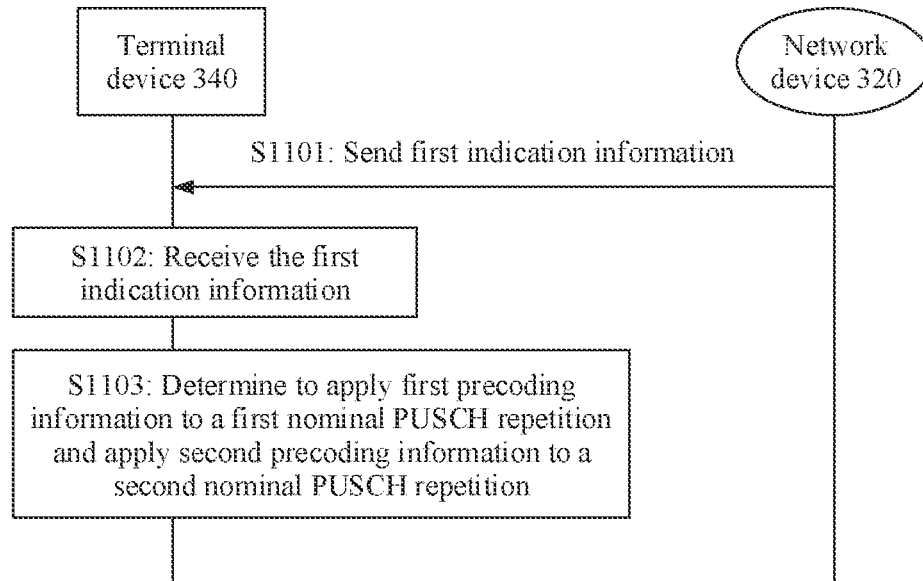 Terminal
device 340
Network
device 320
S1101: Send first indication information
S1102: Receive the first
indication information
S1103: Determine to apply first precoding
information to a first nominal PUSCH repetition
and apply second precoding information to a
second nominal PUSCH repetition